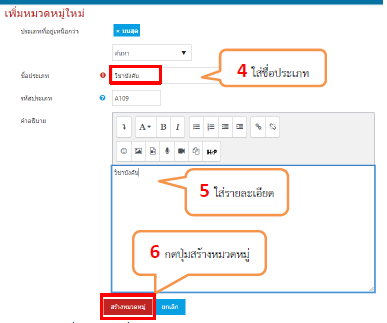 เพิ่มหมวดหมู่ใหม่
ประเภทที่อยู่เหนือกว่า
× บนสุด
ค้นหา ▼
ชื่อประเภท
วิชาบังคับ
4 ใส่ชื่อประเภท
รหัสประเภท
A109
คำอธิบาย
A B I
H5P
วิชาบังคับ
5 ใส่รายละเอียด
6 กดปุ่มสร้างหมวดหมู่
สร้างหมวดหมู่ ยกเลิก